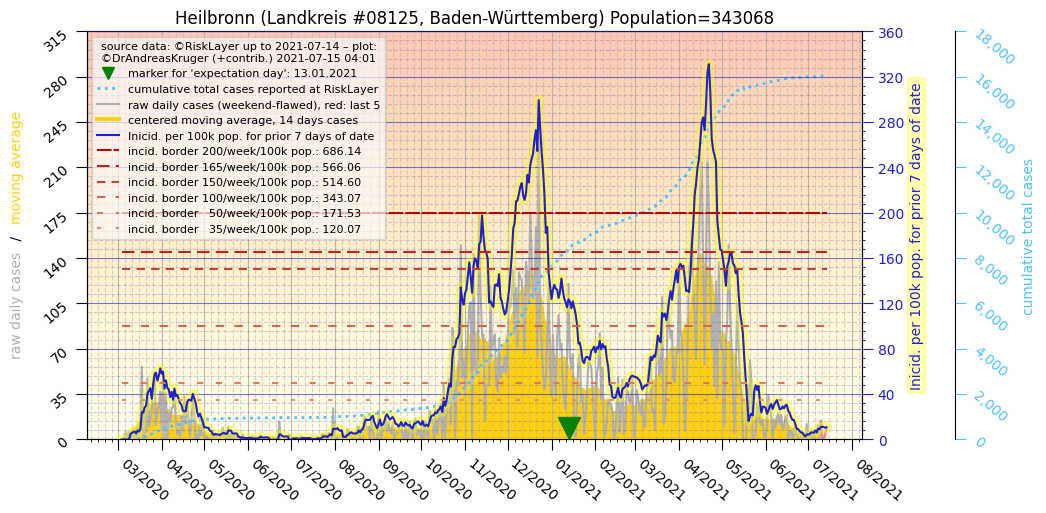 Heilbronn (Landkreis #08125, Baden-Württemberg) Population=343068
source data: ©RiskLayer up to 2021-07-14 – plot:
©DrAndreasKruger (+contrib.) 2021-07-15 04:01
marker for 'expectation day': 13.01.2021
cumulative total cases reported at RiskLayer
raw daily cases (weekend-flawed), red: last 5
centered moving average, 14 days cases
Inicid. per 100k pop. for prior 7 days of date
incid. border 200/week/100k pop.: 686.14
incid. border 165/week/100k pop.: 566.06
incid. border 150/week/100k pop.: 514.60
incid. border 100/week/100k pop.: 343.07
incid. border   50/week/100k pop.: 171.53
incid. border   35/week/100k pop.: 120.07
raw daily cases / moving average
315
280
245
210
175
140
105
70
35
0
03/2020
04/2020
05/2020
06/2020
07/2020
08/2020
09/2020
10/2020
11/2020
12/2020
01/2021
02/2021
03/2021
04/2021
05/2021
06/2021
07/2021
08/2021
360
320
280
240
200
160
120
80
40
0
Inicid. per 100k pop. for prior 7 days of date
18,000
16,000
14,000
12,000
10,000
8,000
6,000
4,000
2,000
0
cumulative total cases